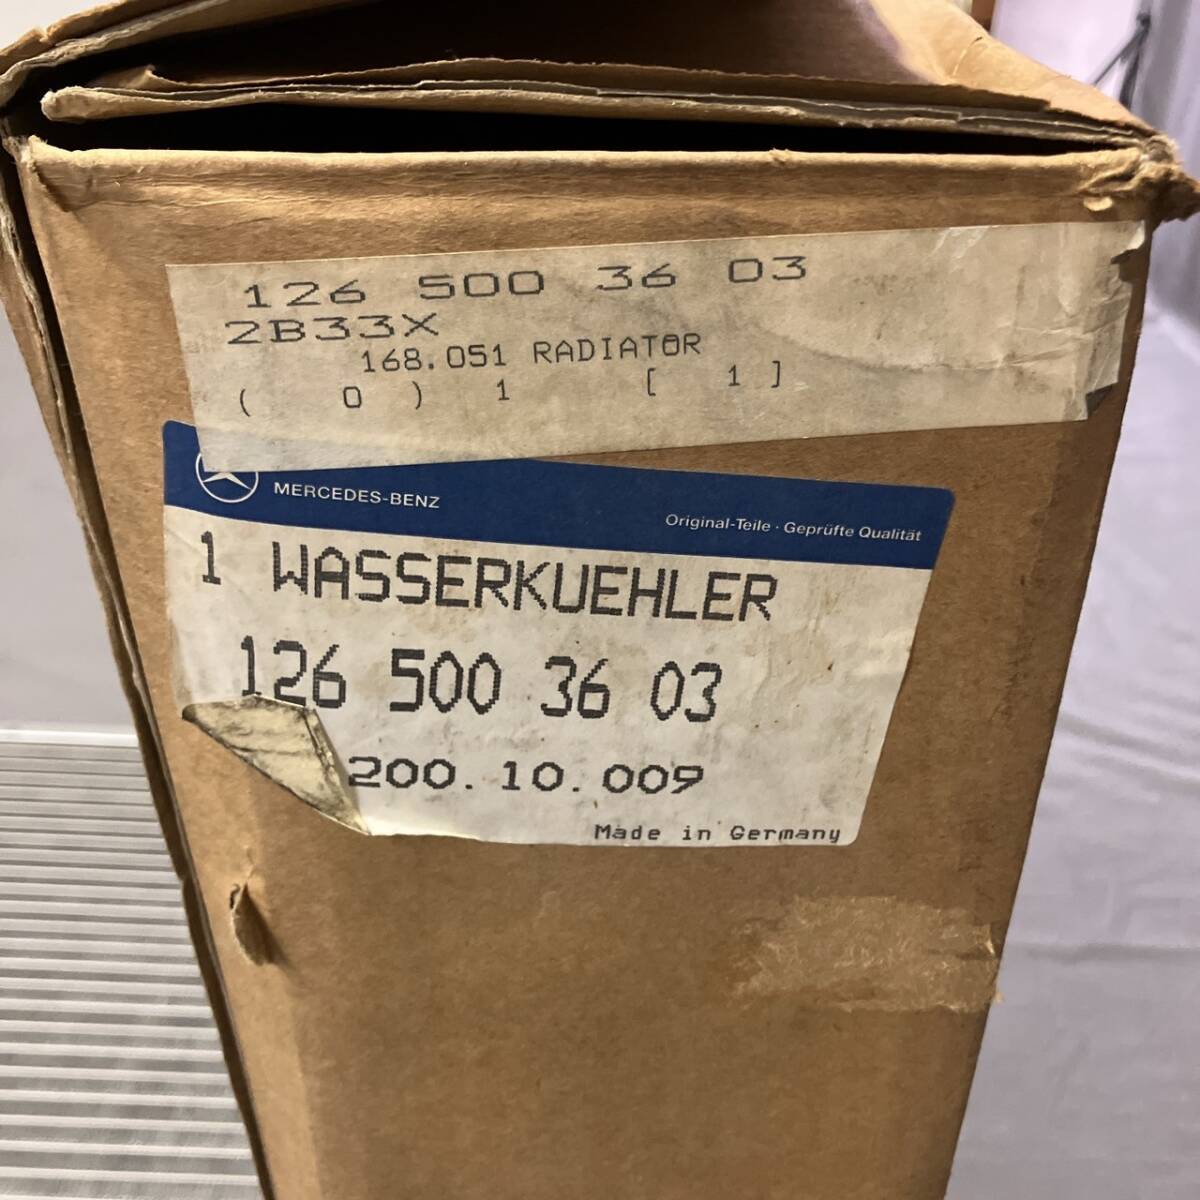 126 500 36 03
2B33X
168.051 RADIATOR
( 0 ) 1 [ 1 ]
MERCEDES-BENZ
Original-Teile · Geprüfte Qualität
1 WASSERKUEHLER
126 500 36 03
200.10.009
Made in Germany